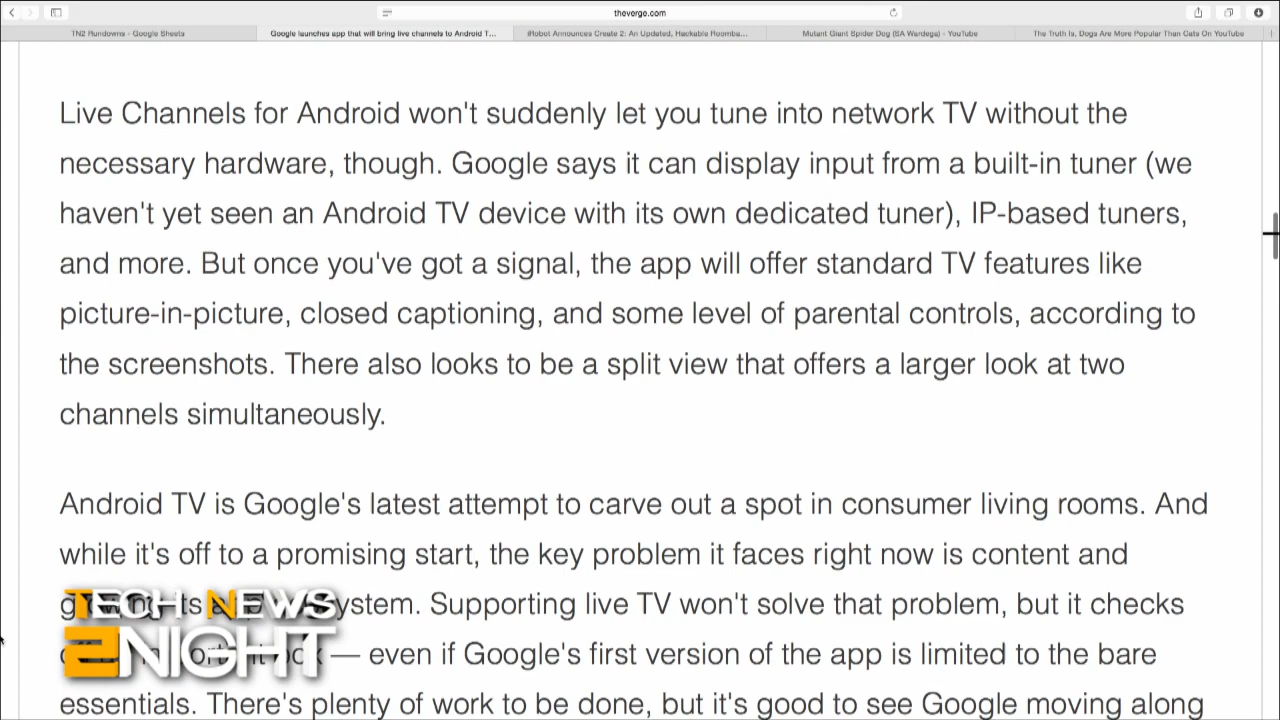 theverge.com
TN2 Rundowns - Google Sheets
Google launches app that will bring live channels to Android T...
iRobot Announces Create 2: An Updated, Hackable Roomba...
Mutant Giant Spider Dog (SA Wardega) - YouTube
The Truth Is, Dogs Are More Popular Than Cats On YouTube
Live Channels for Android won't suddenly let you tune into network TV without the
necessary hardware, though. Google says it can display input from a built-in tuner (we
haven't yet seen an Android TV device with its own dedicated tuner), IP-based tuners,
and more. But once you've got a signal, the app will offer standard TV features like
picture-in-picture, closed captioning, and some level of parental controls, according to
the screenshots. There also looks to be a split view that offers a larger look at two
channels simultaneously.
Android TV is Google's latest attempt to carve out a spot in consumer living rooms. And
while it's off to a promising start, the key problem it faces right now is content and
Supporting live TV won't solve that problem, but it checks
— even if Google's first version of the app is limited to the bare
essentials. There's plenty of work to be done, but it's good to see Google moving along
TECH NEWS
2NIGHT